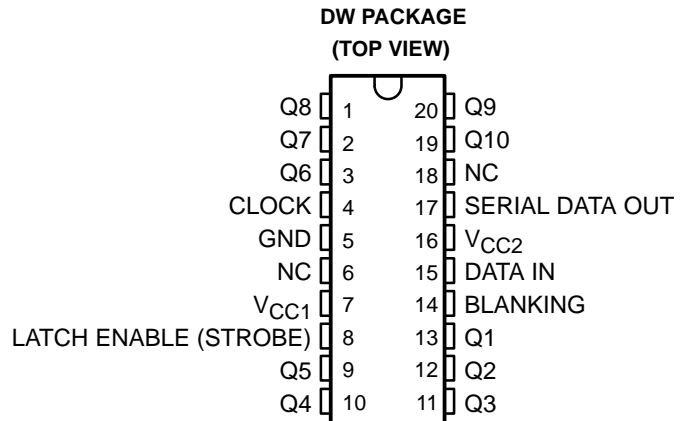 DW PACKAGE
(TOP VIEW)
Q8 1 20 Q9
Q7 2 19 Q10
Q6 3 18 NC
CLOCK 4 17 SERIAL DATA OUT
GND 5 16 VCC2
NC 6 15 DATA IN
VCC1 7 14 BLANKING
LATCH ENABLE (STROBE) 8 13 Q1
Q5 9 12 Q2
Q4 10 11 Q3